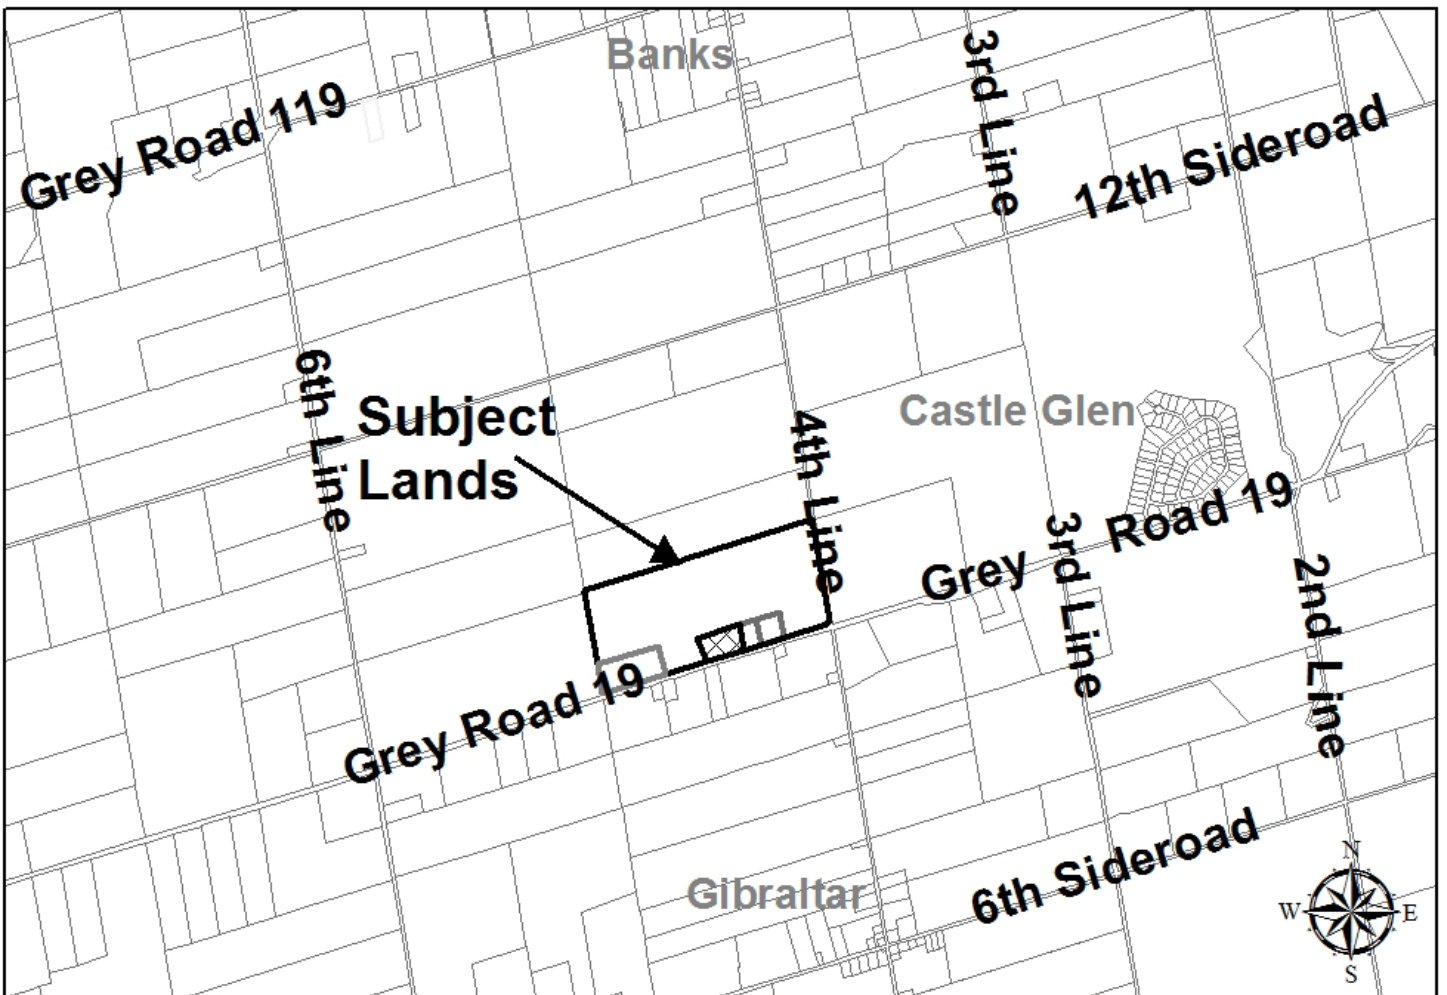 Banks
3rd Line
Grey Road 119
12th Sideroad
6th Line
Subject
Lands
4th Line
Castle Glen
Grey Road 19
3rd Line
2nd Line
Grey Road 19
Gibraltar
6th Sideroad
N
W E
S